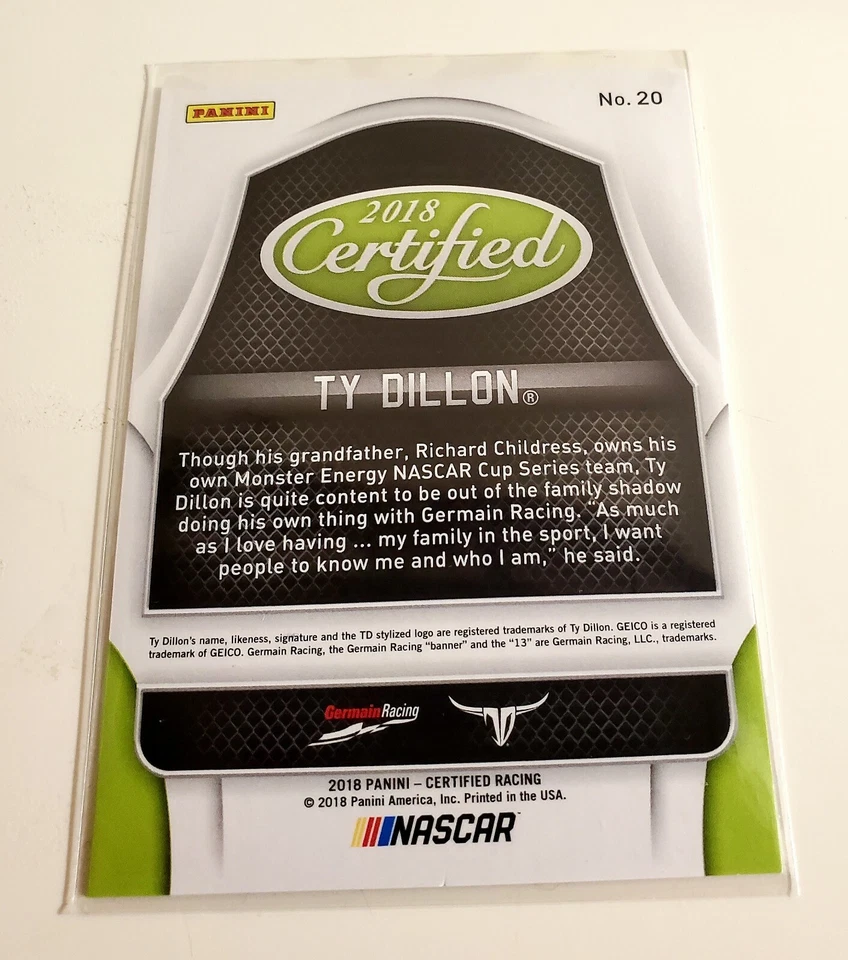 PANINI
No. 20
2018
Certified
TY DILLON®
Though his grandfather, Richard Childress, owns his
own Monster Energy NASCAR Cup Series team, Ty
Dillon is quite content to be out of the family shadow
doing his own thing with Germain Racing. “As much
as I love having ... my family in the sport, I want
people to know me and who I am,” he said.
Ty Dillon's name, likeness, signature and the TD stylized logo are registered trademarks of Ty Dillon. GEICO is a registered
trademark of GEICO. Germain Racing, the Germain Racing “banner” and the “13” are Germain Racing, LLC., trademarks.
GermainRacing
TD
2018 PANINI – CERTIFIED RACING
© 2018 Panini America, Inc. Printed in the USA.
NASCAR